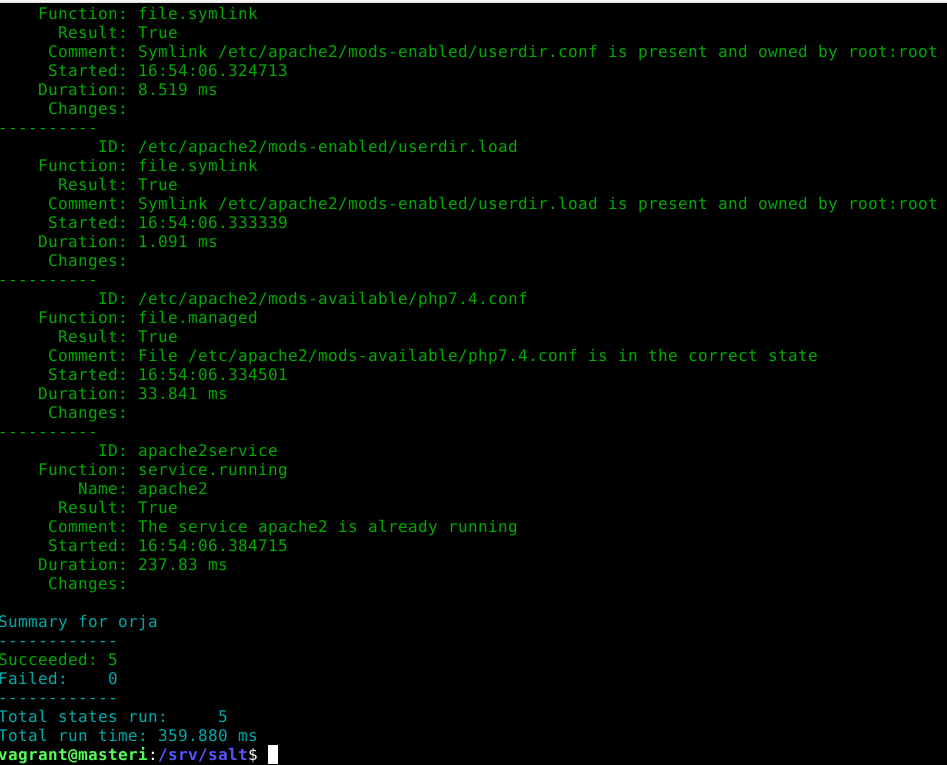 Function: file.symlink
Result: True
Comment: Symlink /etc/apache2/mods-enabled/userdir.conf is present and owned by root:root
Started: 16:54:06.324713
Duration: 8.519 ms
Changes:
----------
ID: /etc/apache2/mods-enabled/userdir.load
Function: file.symlink
Result: True
Comment: Symlink /etc/apache2/mods-enabled/userdir.load is present and owned by root:root
Started: 16:54:06.333339
Duration: 1.091 ms
Changes:
----------
ID: /etc/apache2/mods-available/php7.4.conf
Function: file.managed
Result: True
Comment: File /etc/apache2/mods-available/php7.4.conf is in the correct state
Started: 16:54:06.334501
Duration: 33.841 ms
Changes:
----------
ID: apache2service
Function: service.running
Name: apache2
Result: True
Comment: The service apache2 is already running
Started: 16:54:06.384715
Duration: 237.83 ms
Changes:
Summary for orja
------------
Succeeded: 5
Failed:    0
------------
Total states run:     5
Total run time: 359.880 ms
vagrant@masteri:/srv/salt$